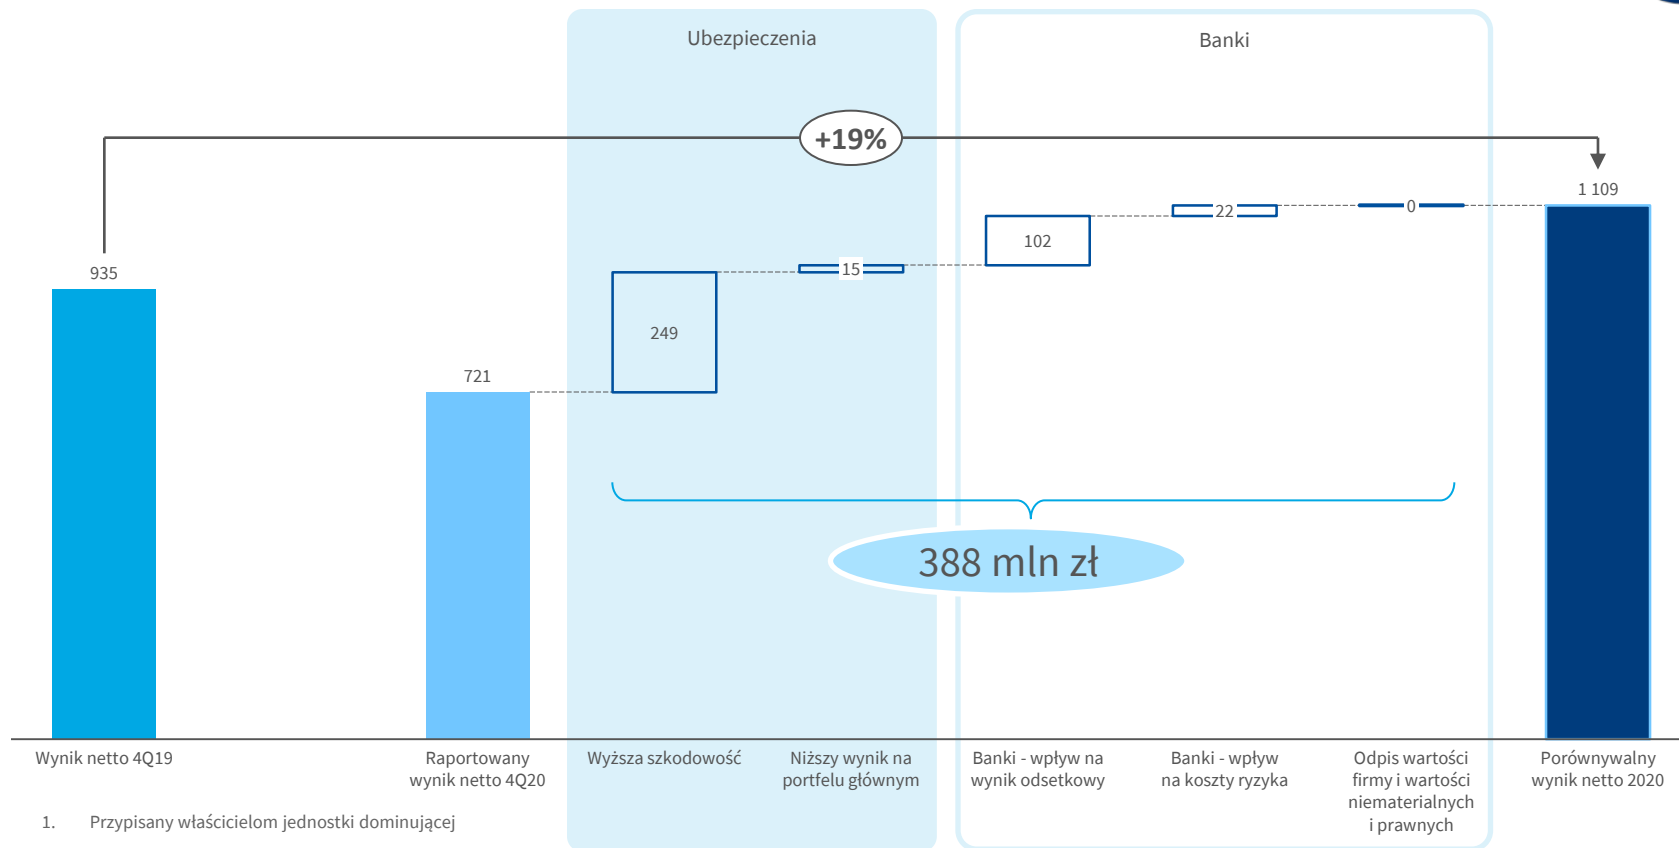 Ubezpieczenia
Banki
+19%
1 109
935
721
249
15
102
22
0
388 mln zł
Wynik netto 4Q19
Raportowany
wynik netto 4Q20
Wyższa szkodowość
Niższy wynik na
portfelu głównym
Banki - wpływ na
wynik odsetkowy
Banki - wpływ
na koszty ryzyka
Odpis wartości
firmy i wartości
niematerialnych
i prawnych
Porównywalny
wynik netto 2020
1. Przypisany właścicielom jednostki dominującej